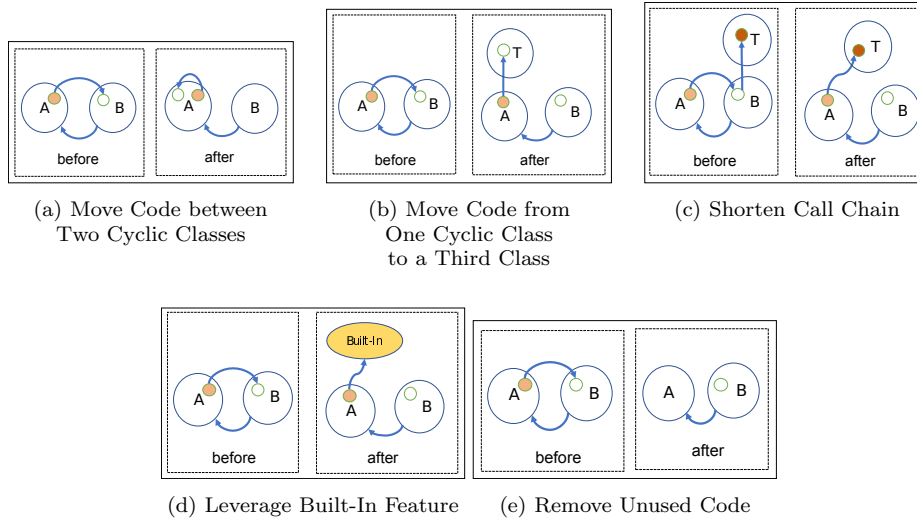 A
B
before
A
B
after
(a) Move Code between
Two Cyclic Classes
A
B
before
T
A
B
after
(b) Move Code from
One Cyclic Class
to a Third Class
T
A
B
before
T
A
B
after
(c) Shorten Call Chain
A
B
before
Built-In
A
B
after
(d) Leverage Built-In Feature
A
B
before
A
B
after
(e) Remove Unused Code